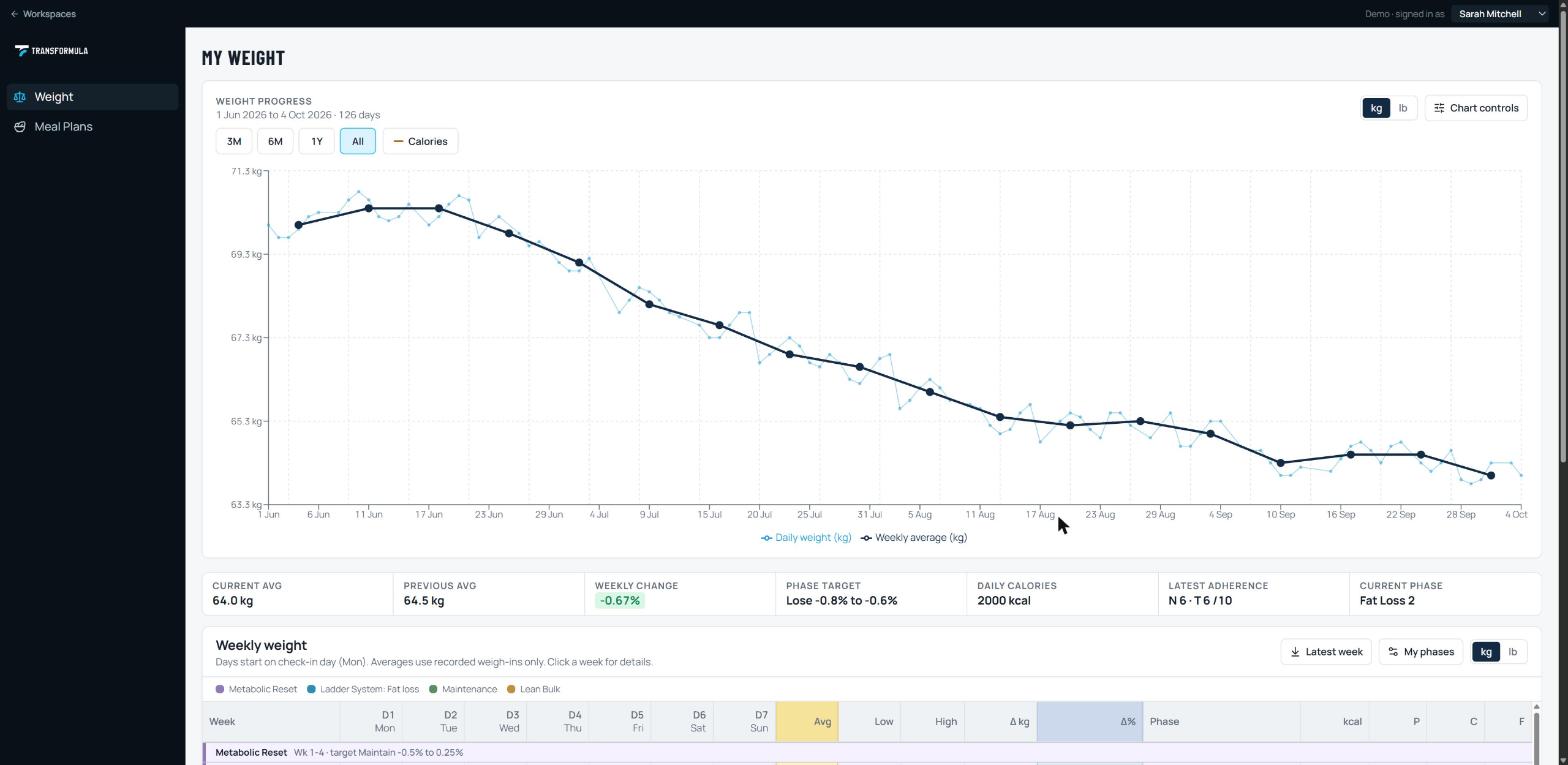 ← Workspaces
Demo · signed in as Sarah Mitchell
TRANSFORMULA
Weight
Meal Plans
MY WEIGHT
WEIGHT PROGRESS
1 Jun 2026 to 4 Oct 2026 · 126 days
kg lb Chart controls
3M 6M 1Y All Calories
71.3 kg
69.3 kg
67.3 kg
65.3 kg
63.3 kg
1 Jun 6 Jun 11 Jun 17 Jun 23 Jun 29 Jun 4 Jul 9 Jul 15 Jul 20 Jul 25 Jul 31 Jul 5 Aug 11 Aug 17 Aug 23 Aug 29 Aug 4 Sep 10 Sep 16 Sep 22 Sep 28 Sep 4 Oct
Daily weight (kg) Weekly average (kg)
CURRENT AVG PREVIOUS AVG WEEKLY CHANGE PHASE TARGET DAILY CALORIES LATEST ADHERENCE CURRENT PHASE
64.0 kg 64.5 kg -0.67% Lose -0.8% to -0.6% 2000 kcal N 6 · T 6 / 10 Fat Loss 2
Weekly weight
Days start on check-in day (Mon). Averages use recorded weigh-ins only. Click a week for details.
Latest week My phases kg lb
Metabolic Reset Ladder System: Fat loss Maintenance Lean Bulk
Week D1 D2 D3 D4 D5 D6 D7 Avg Low High Δ kg Δ% Phase kcal P C F
Mon Tue Wed Thu Fri Sat Sun
Metabolic Reset Wk 1-4 · target Maintain -0.5% to 0.25%